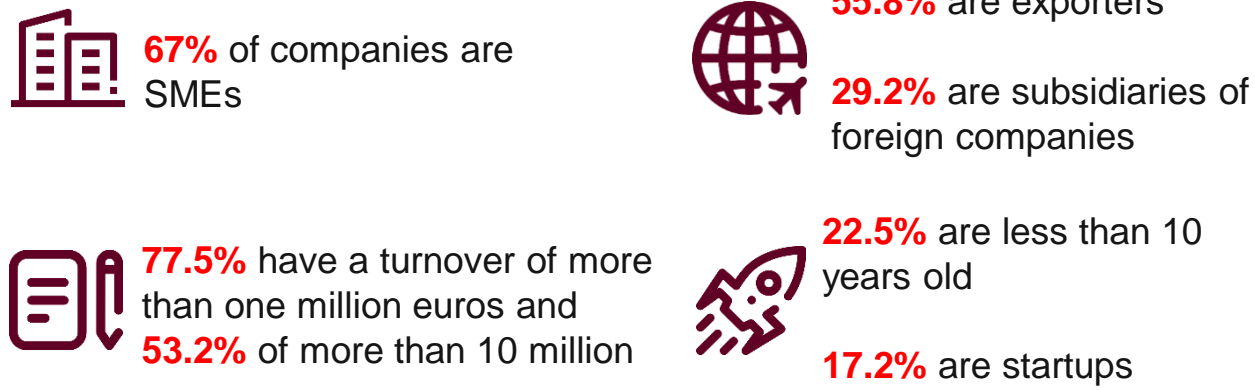 67% of companies are
SMEs
55.8% are exporters
29.2% are subsidiaries of
foreign companies
77.5% have a turnover of more
than one million euros and
53.2% of more than 10 million
22.5% are less than 10
years old
17.2% are startups